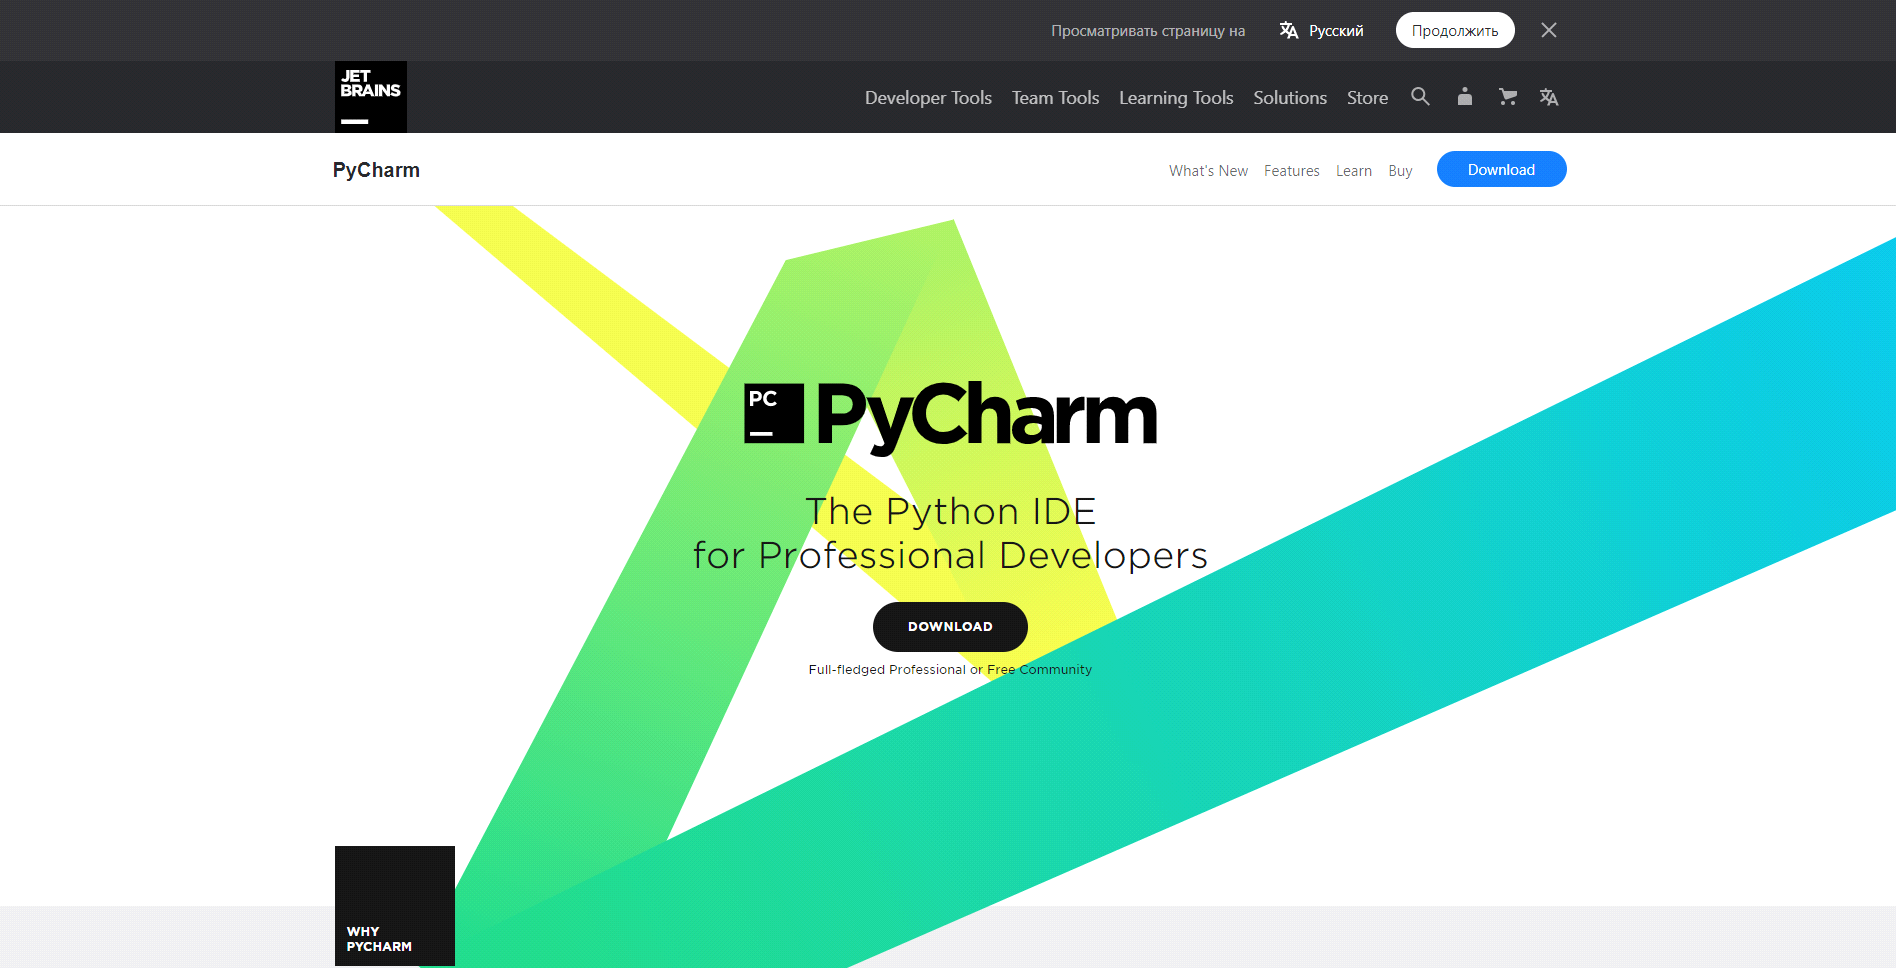 Просматривать страницу на Русский Продолжить
JET
BRAINS
Developer Tools Team Tools Learning Tools Solutions Store
PyCharm
What's New Features Learn Buy Download
PC PyCharm
The Python IDE
for Professional Developers
DOWNLOAD
Full-fledged Professional or Free Community
WHY
PYCHARM